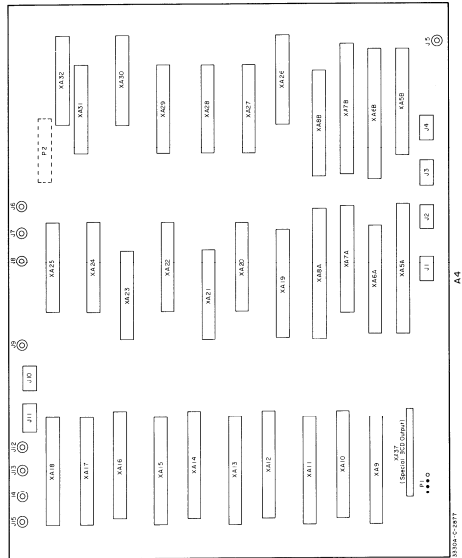 J5
XA32
XA31
XA30
XA29
XA28
XA27
XA26
XA8B
XA7B
XA6B
XA5B
P2
J4
J3
J6
J7
J8
XA25
XA24
XA23
XA22
XA21
XA20
XA19
XA8A
XA7A
XA6A
XA5A
J2
J1
J9
J10
J11
J12
J13
J4
J15
XA18
XA17
XA16
XA15
XA14
XA13
XA12
XA11
XA10
XA9
XA37
(Special BCD Output)
P1
A4
3330A-C-2877